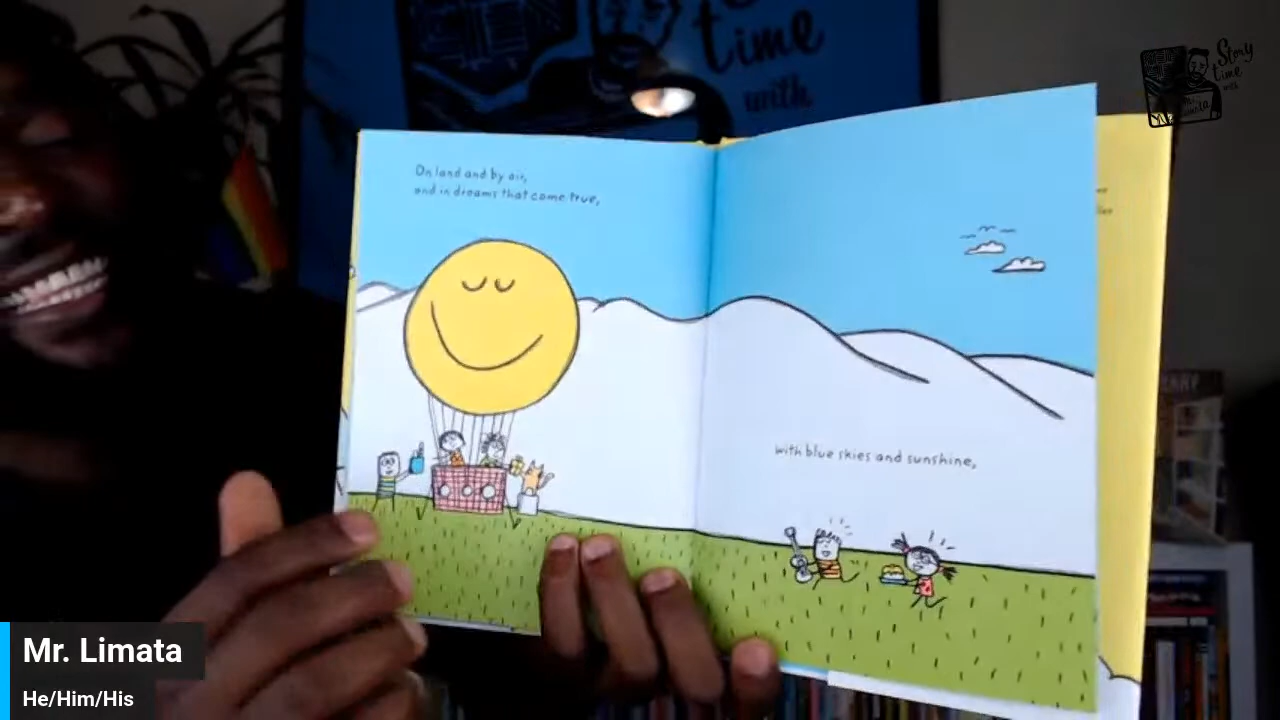 time
with
Story
time
with
On land and by air,
and in dreams that come true,
with blue skies and sunshine,
Mr. Limata
He/Him/His